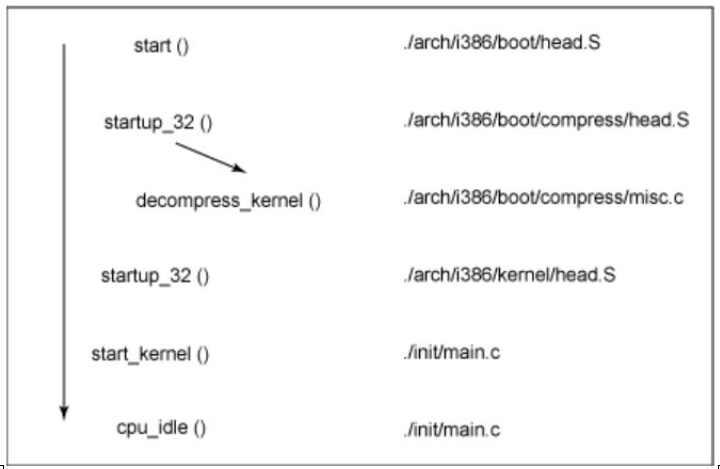 start () ./arch/i386/boot/head.S
startup_32 () ./arch/i386/boot/compress/head.S
decompress_kernel () ./arch/i386/boot/compress/misc.c
startup_32 () ./arch/i386/kernel/head.S
start_kernel () ./init/main.c
cpu_idle () ./init/main.c